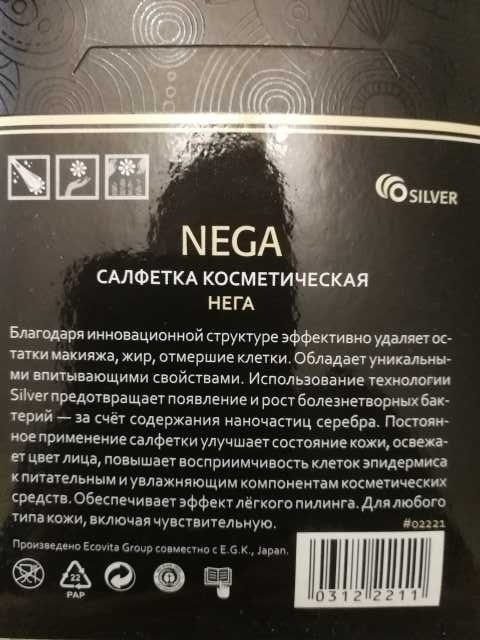 SILVER
NEGA
САЛФЕТКА КОСМЕТИЧЕСКАЯ
НЕГА
Благодаря инновационной структуре эффективно удаляет ос-
татки макияжа, жир, отмершие клетки. Обладает уникальны-
ми впитывающими свойствами. Использование технологии
Silver предотвращает появление и рост болезнетворных бак-
терий — за счёт содержания наночастиц серебра. Постоян-
ное применение салфетки улучшает состояние кожи, освежа-
ет цвет лица, повышает восприимчивость клеток эпидермиса
к питательным и увлажняющим компонентам косметических
средств. Обеспечивает эффект лёгкого пилинга. Для любого
типа кожи, включая чувствительную.
#02221
Произведено Ecovita Group совместно с E.G.K., Japan.
22
PAP
0312 2211